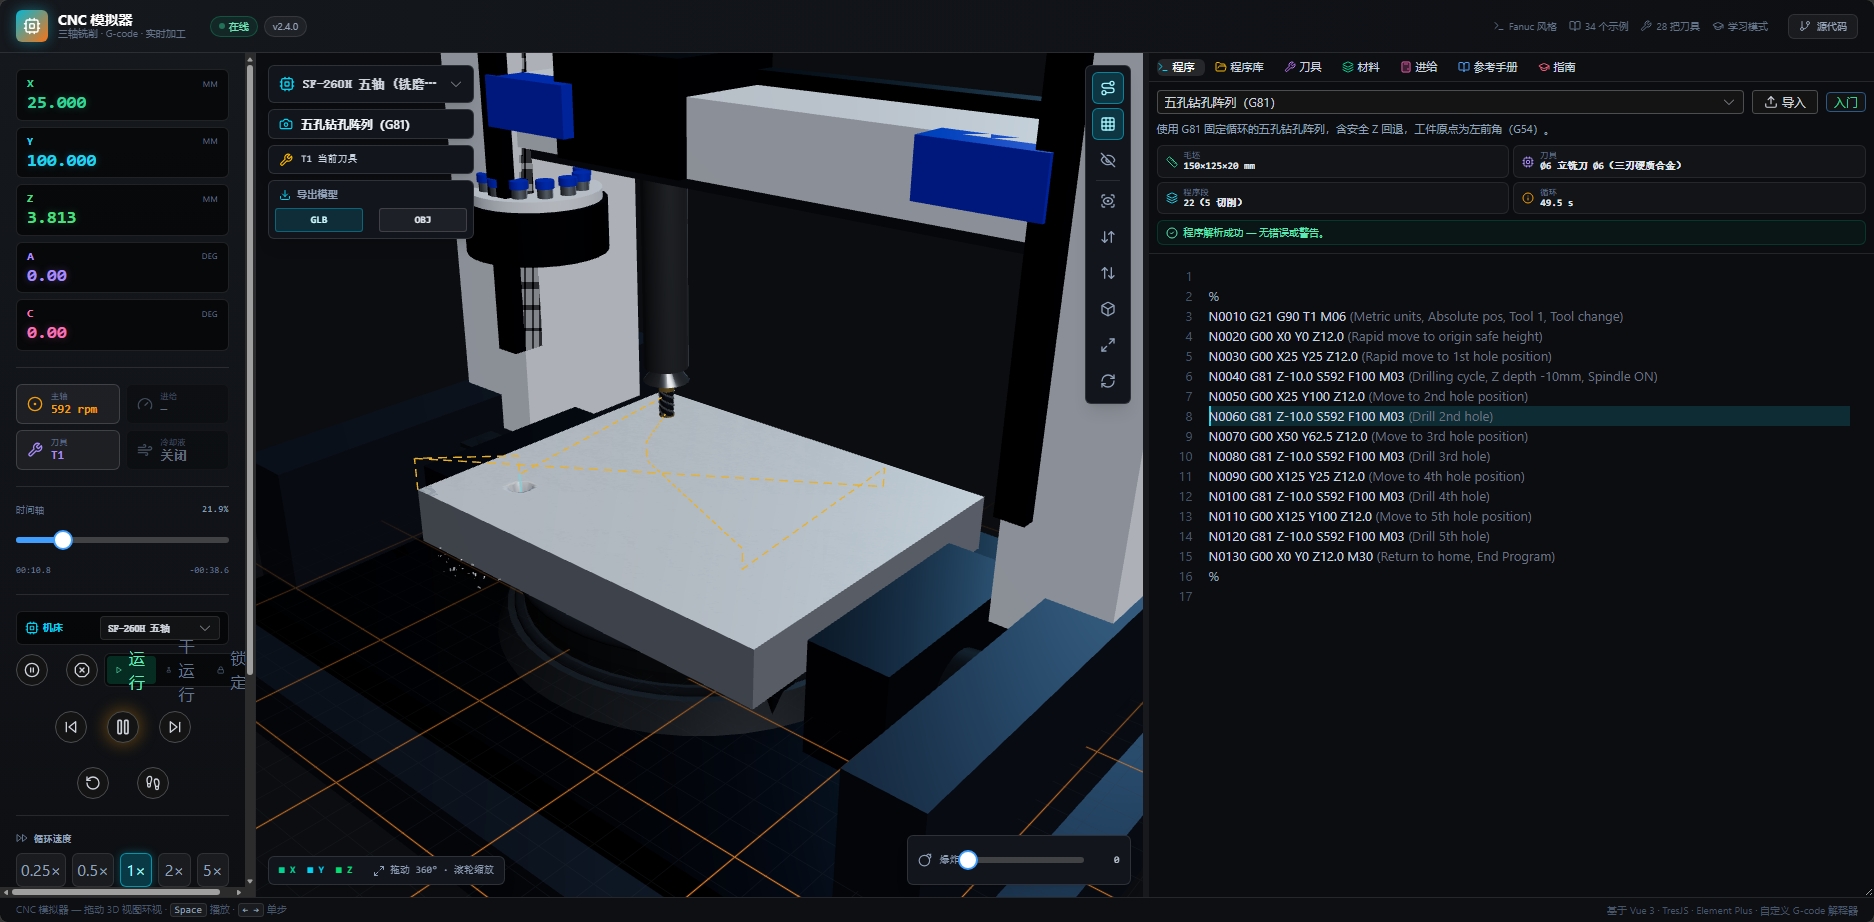 CNC 模拟器
三轴铣削 · G-code · 实时加工
在线
v2.4.0
Fanuc 风格
34 个示例
28 把刀具
学习模式
源代码
X
MM
25.000
Y
MM
100.000
Z
MM
3.813
A
DEG
0.00
C
DEG
0.00
主轴
592 rpm
进给
—
刀具
T1
冷却液
关闭
时间轴
21.9%
00:10.8
-00:38.6
机床
SF-260H 五轴
运行
干运行
锁定
循环速度
0.25×
0.5×
1×
2×
5×
SF-260H 五轴（铣磨…
五孔钻孔阵列（G81）
T1 当前刀具
导出模型
GLB
OBJ
X Y Z
拖动 360° · 滚轮缩放
爆炸
0
程序
程序库
刀具
材料
进给
参考手册
指南
五孔钻孔阵列（G81）
导入
入门
使用 G81 固定循环的五孔钻孔阵列，含安全 Z 回退，工件原点为左前角（G54）。
毛坯
150×125×20 mm
刀具
Ø6 立铣刀 Ø6（三刃硬质合金）
程序段
22（5 切削）
循环
49.5 s
程序解析成功 — 无错误或警告。
1
2 %
3 N0010 G21 G90 T1 M06 (Metric units, Absolute pos, Tool 1, Tool change)
4 N0020 G00 X0 Y0 Z12.0 (Rapid move to origin safe height)
5 N0030 G00 X25 Y25 Z12.0 (Rapid move to 1st hole position)
6 N0040 G81 Z-10.0 S592 F100 M03 (Drilling cycle, Z depth -10mm, Spindle ON)
7 N0050 G00 X25 Y100 Z12.0 (Move to 2nd hole position)
8 N0060 G81 Z-10.0 S592 F100 M03 (Drill 2nd hole)
9 N0070 G00 X50 Y62.5 Z12.0 (Move to 3rd hole position)
10 N0080 G81 Z-10.0 S592 F100 M03 (Drill 3rd hole)
11 N0090 G00 X125 Y25 Z12.0 (Move to 4th hole position)
12 N0100 G81 Z-10.0 S592 F100 M03 (Drill 4th hole)
13 N0110 G00 X125 Y100 Z12.0 (Move to 5th hole position)
14 N0120 G81 Z-10.0 S592 F100 M03 (Drill 5th hole)
15 N0130 G00 X0 Y0 Z12.0 M30 (Return to home, End Program)
16 %
17
CNC 模拟器 — 拖动 3D 视图环视 · Space 播放 · ← → 单步
基于 Vue 3 · TresJS · Element Plus · 自定义 G-code 解释器